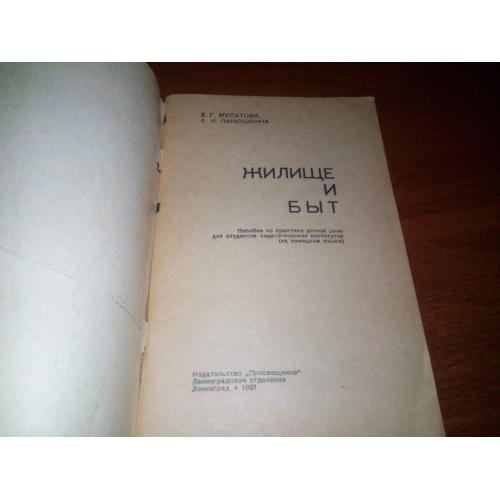 В. Г. МУСАТОВА,
Л. Н. ПАНЮШКИНА
ЖИЛИЩЕ
И
БЫТ
Пособие по практике устной речи
для студентов педагогических институтов
(на немецком языке)
Издательство „Просвещение“
Ленинградское отделение
Ленинград •